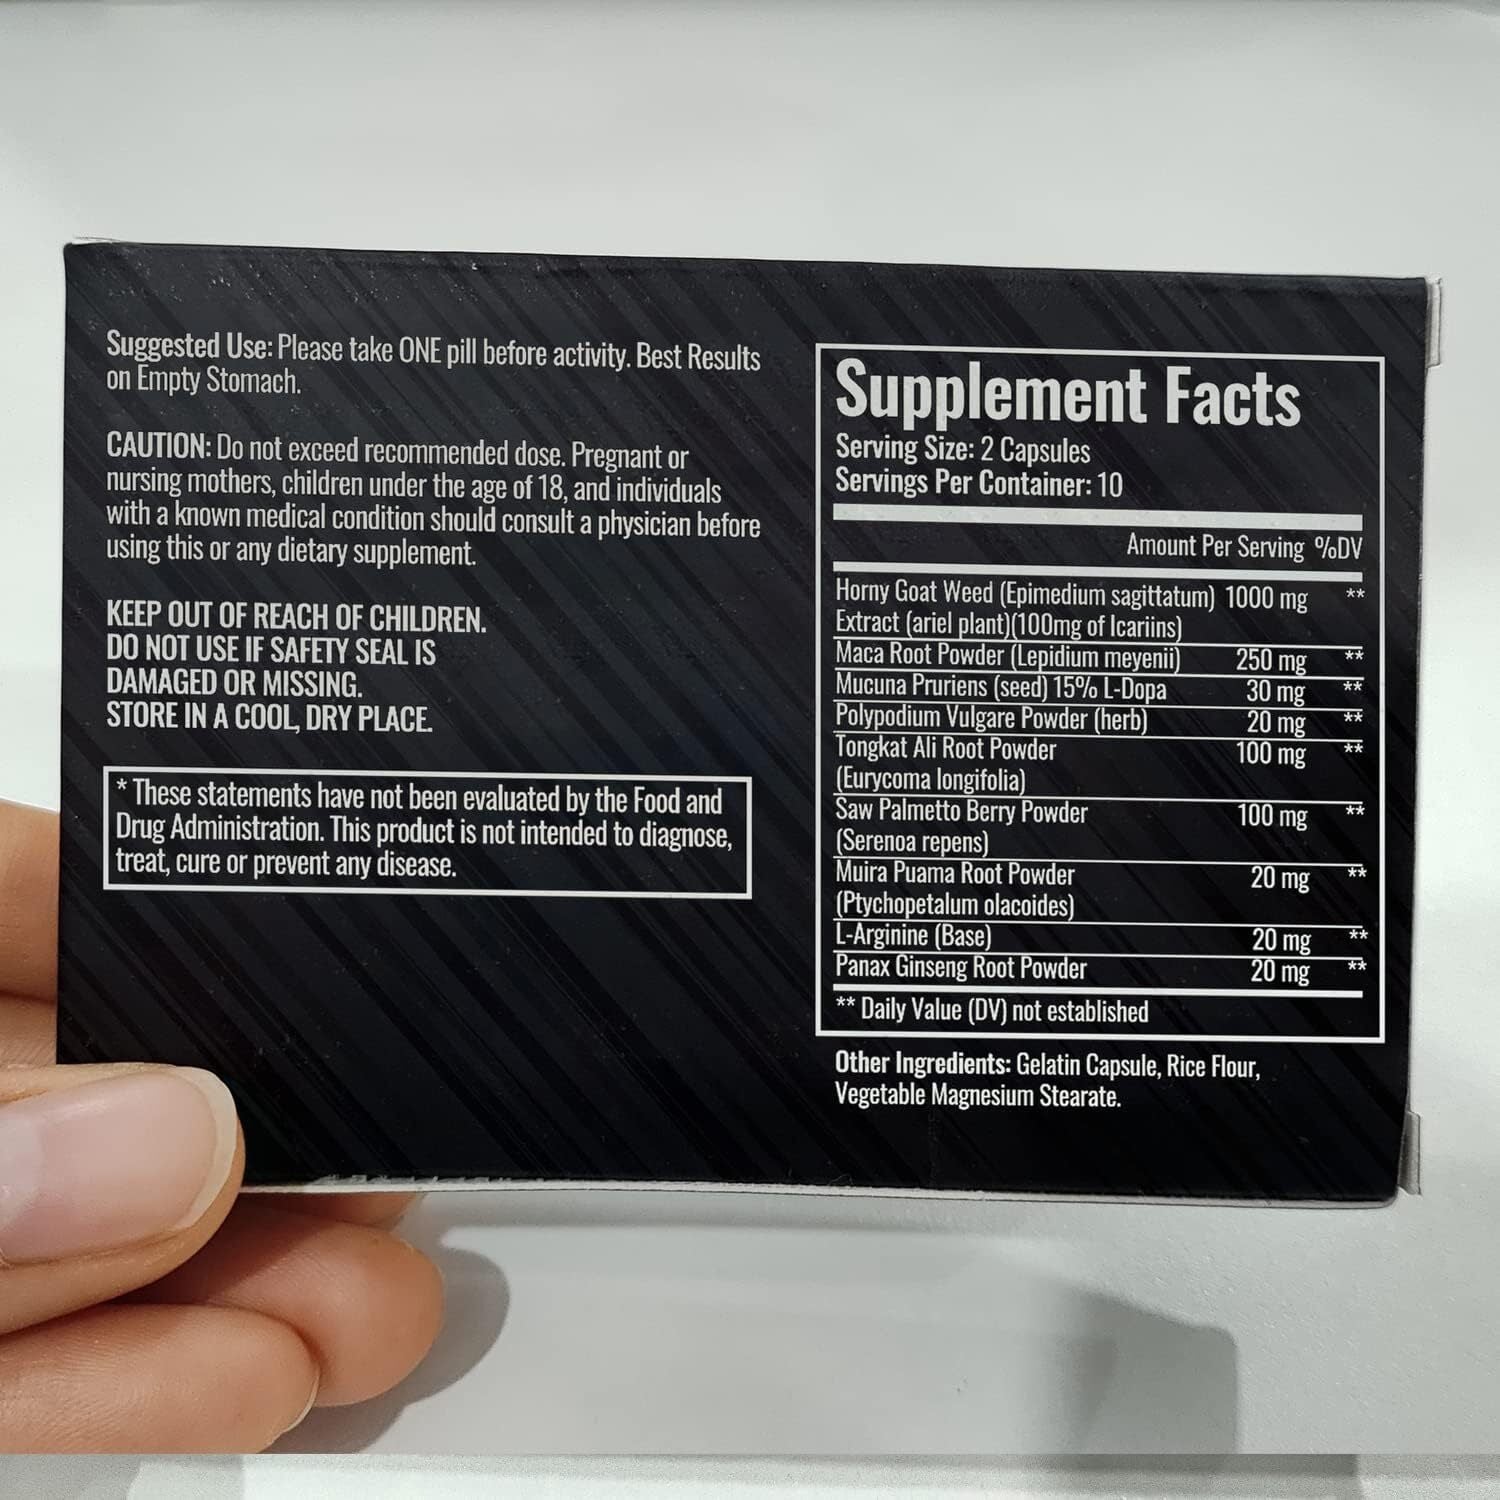 Suggested Use: Please take ONE pill before activity. Best Results
on Empty Stomach.
CAUTION: Do not exceed recommended dose. Pregnant or
nursing mothers, children under the age of 18, and individuals
with a known medical condition should consult a physician before
using this or any dietary supplement.
KEEP OUT OF REACH OF CHILDREN.
DO NOT USE IF SAFETY SEAL IS
DAMAGED OR MISSING.
STORE IN A COOL, DRY PLACE.
* These statements have not been evaluated by the Food and
Drug Administration. This product is not intended to diagnose,
treat, cure or prevent any disease.
Supplement Facts
Serving Size: 2 Capsules
Servings Per Container: 10
Amount Per Serving %DV
Horny Goat Weed (Epimedium sagittatum) 1000 mg **
Extract (ariel plant)(100mg of Icariins)
Maca Root Powder (Lepidium meyenii) 250 mg **
Mucuna Pruriens (seed) 15% L-Dopa 30 mg **
Polypodium Vulgare Powder (herb) 20 mg **
Tongkat Ali Root Powder 100 mg **
(Eurycoma longifolia)
Saw Palmetto Berry Powder 100 mg **
(Serenoa repens)
Muira Puama Root Powder 20 mg **
(Ptychopetalum olacoides)
L-Arginine (Base) 20 mg **
Panax Ginseng Root Powder 20 mg **
** Daily Value (DV) not established
Other Ingredients: Gelatin Capsule, Rice Flour,
Vegetable Magnesium Stearate.